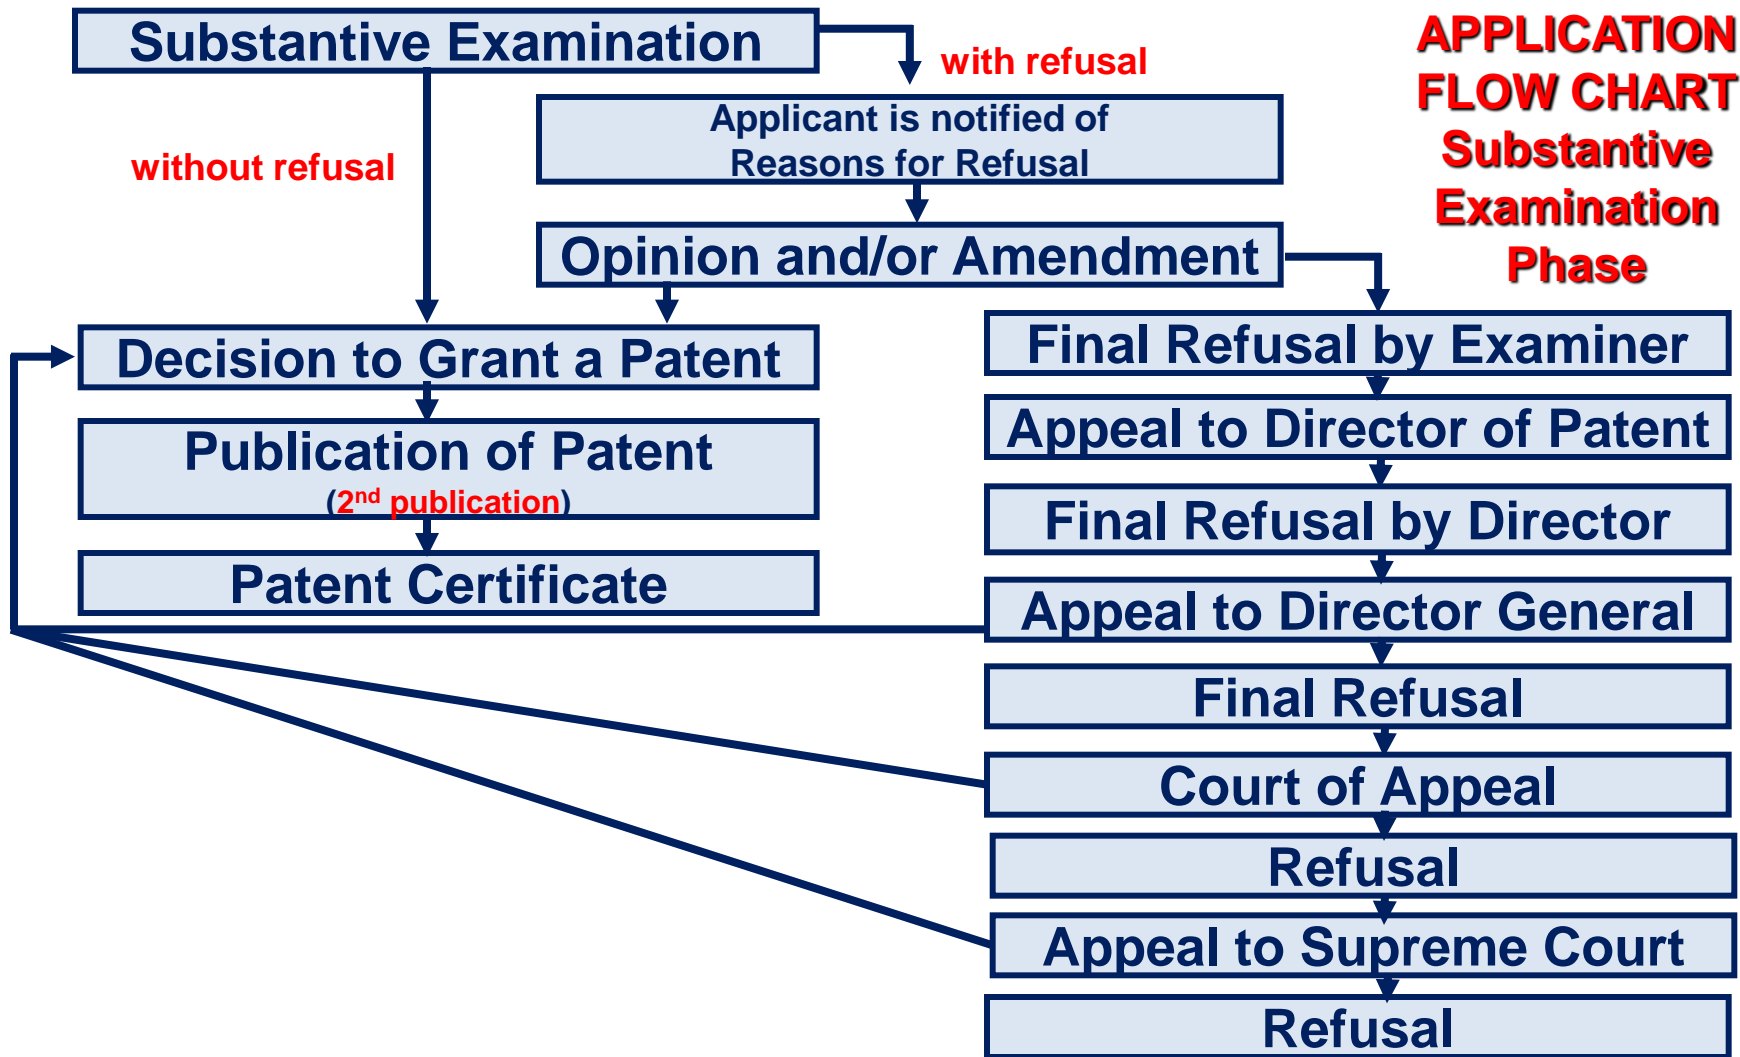 Substantive Examination
with refusal
APPLICATION
FLOW CHART
Substantive
Examination
Phase
Applicant is notified of
Reasons for Refusal
without refusal
Opinion and/or Amendment
Decision to Grant a Patent
Publication of Patent
(2nd publication)
Patent Certificate
Final Refusal by Examiner
Appeal to Director of Patent
Final Refusal by Director
Appeal to Director General
Final Refusal
Court of Appeal
Refusal
Appeal to Supreme Court
Refusal